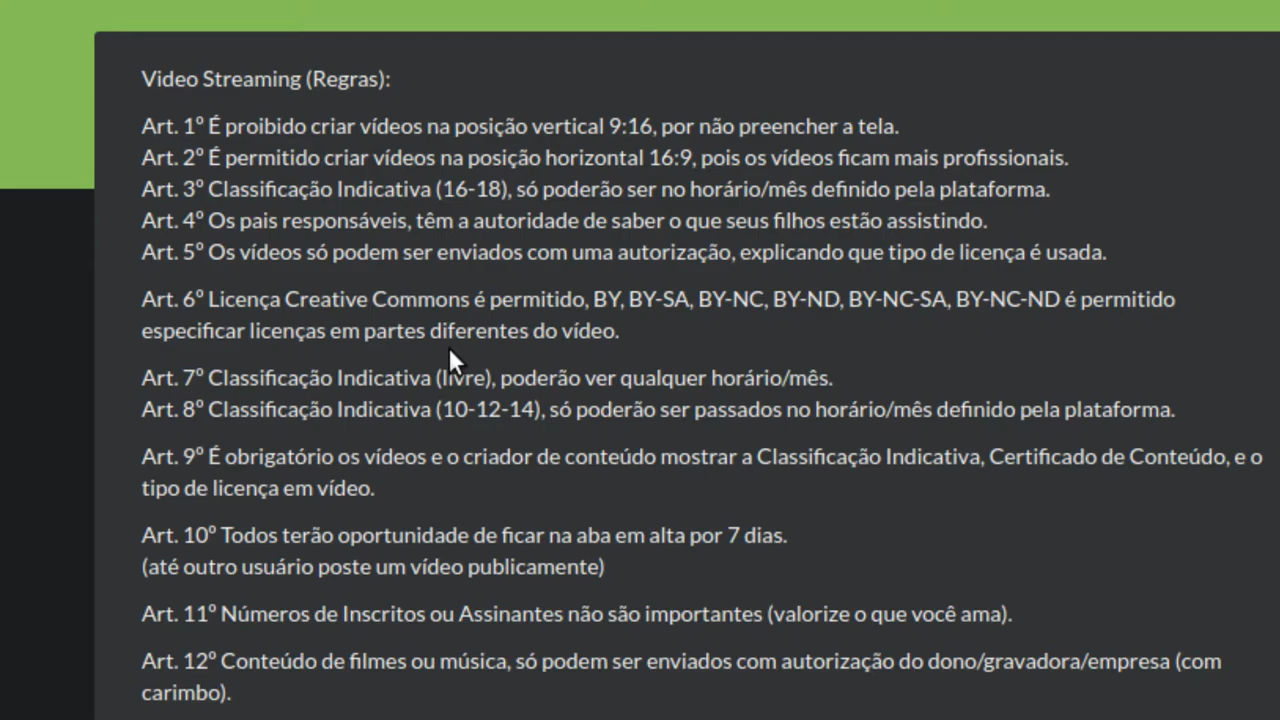 Video Streaming (Regras):
Art. 1º É proibido criar vídeos na posição vertical 9:16, por não preencher a tela.
Art. 2º É permitido criar vídeos na posição horizontal 16:9, pois os vídeos ficam mais profissionais.
Art. 3º Classificação Indicativa (16-18), só poderão ser no horário/mês definido pela plataforma.
Art. 4º Os pais responsáveis, têm a autoridade de saber o que seus filhos estão assistindo.
Art. 5º Os vídeos só podem ser enviados com uma autorização, explicando que tipo de licença é usada.
Art. 6º Licença Creative Commons é permitido, BY, BY-SA, BY-NC, BY-ND, BY-NC-SA, BY-NC-ND é permitido
especificar licenças em partes diferentes do vídeo.
Art. 7º Classificação Indicativa (livre), poderão ver qualquer horário/mês.
Art. 8º Classificação Indicativa (10-12-14), só poderão ser passados no horário/mês definido pela plataforma.
Art. 9º É obrigatório os vídeos e o criador de conteúdo mostrar a Classificação Indicativa, Certificado de Conteúdo, e o
tipo de licença em vídeo.
Art. 10º Todos terão oportunidade de ficar na aba em alta por 7 dias.
(até outro usuário poste um vídeo publicamente)
Art. 11º Números de Inscritos ou Assinantes não são importantes (valorize o que você ama).
Art. 12º Conteúdo de filmes ou música, só podem ser enviados com autorização do dono/gravadora/empresa (com
carimbo).